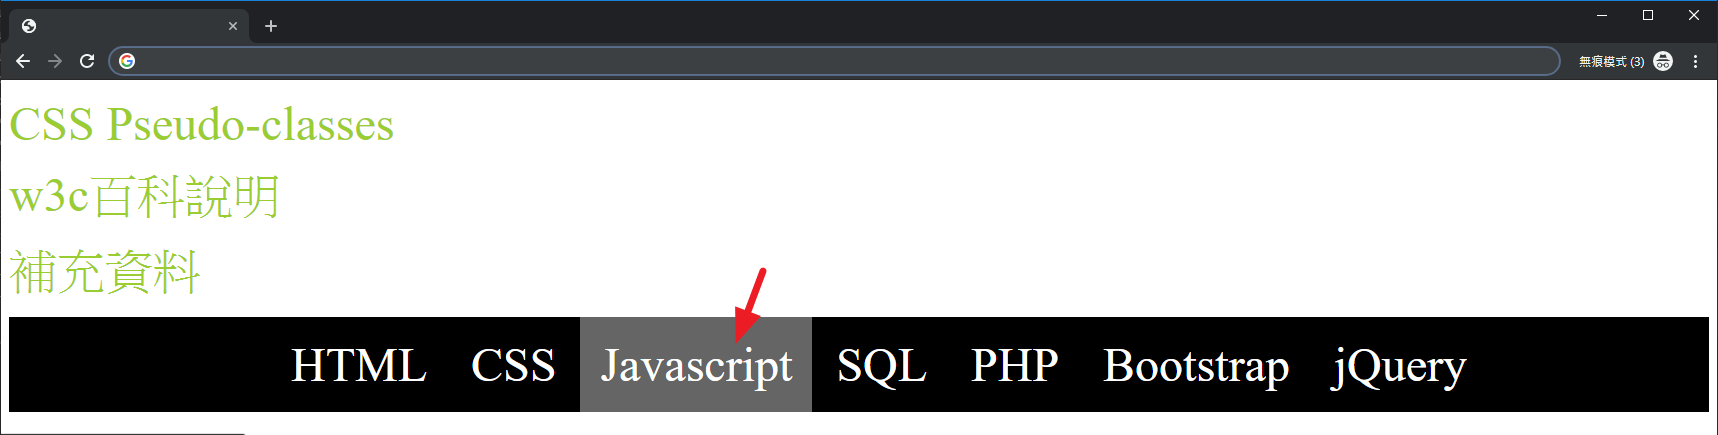 無痕模式 (3)
CSS Pseudo-classes
w3c百科說明
補充資料
HTML CSS Javascript SQL PHP Bootstrap jQuery